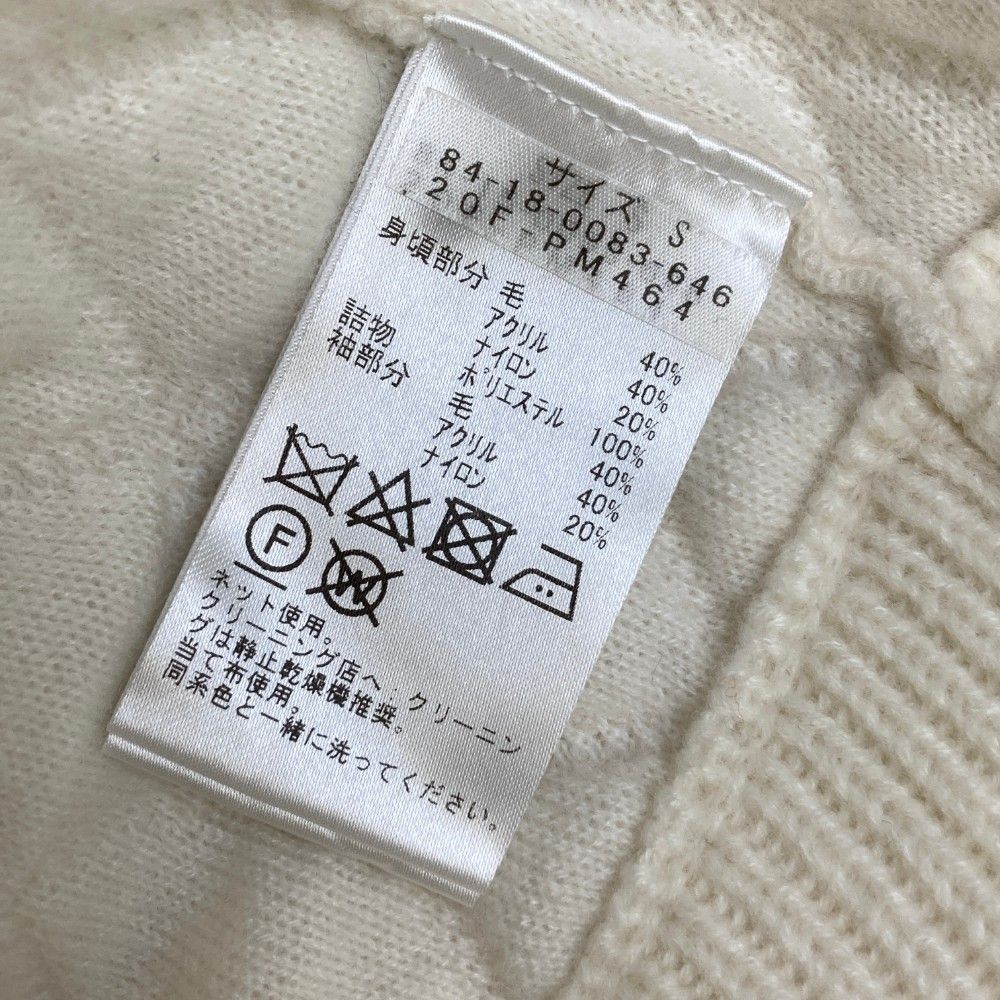 サイズ S
84-18-0083-646
.20F-PM464
身頃部分 毛 40%
アクリル 40%
ナイロン 20%
詰物 ポリエステル 100%
袖部分 毛 40%
アクリル 40%
ナイロン 20%
F W
ネット使用。
クリーニング店へ:クリーニン
グは静止乾燥機推奨。
当て布使用。
同系色と一緒に洗ってください。